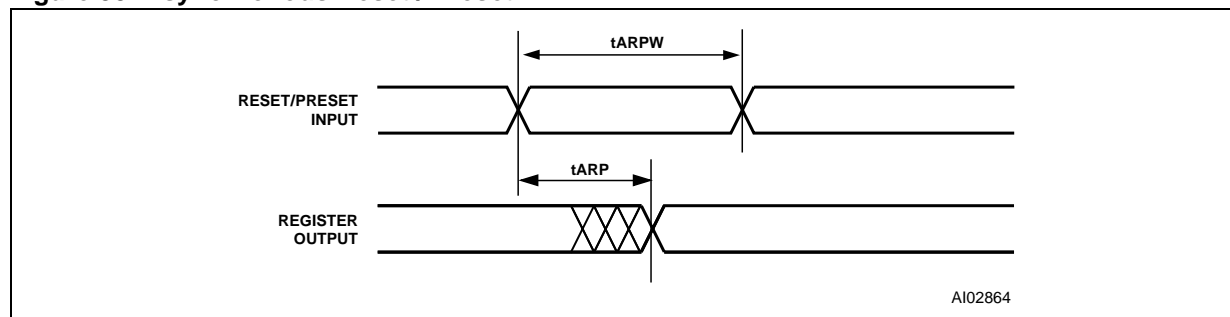 tARPW
RESET/PRESET
INPUT
tARP
REGISTER
OUTPUT
AI02864